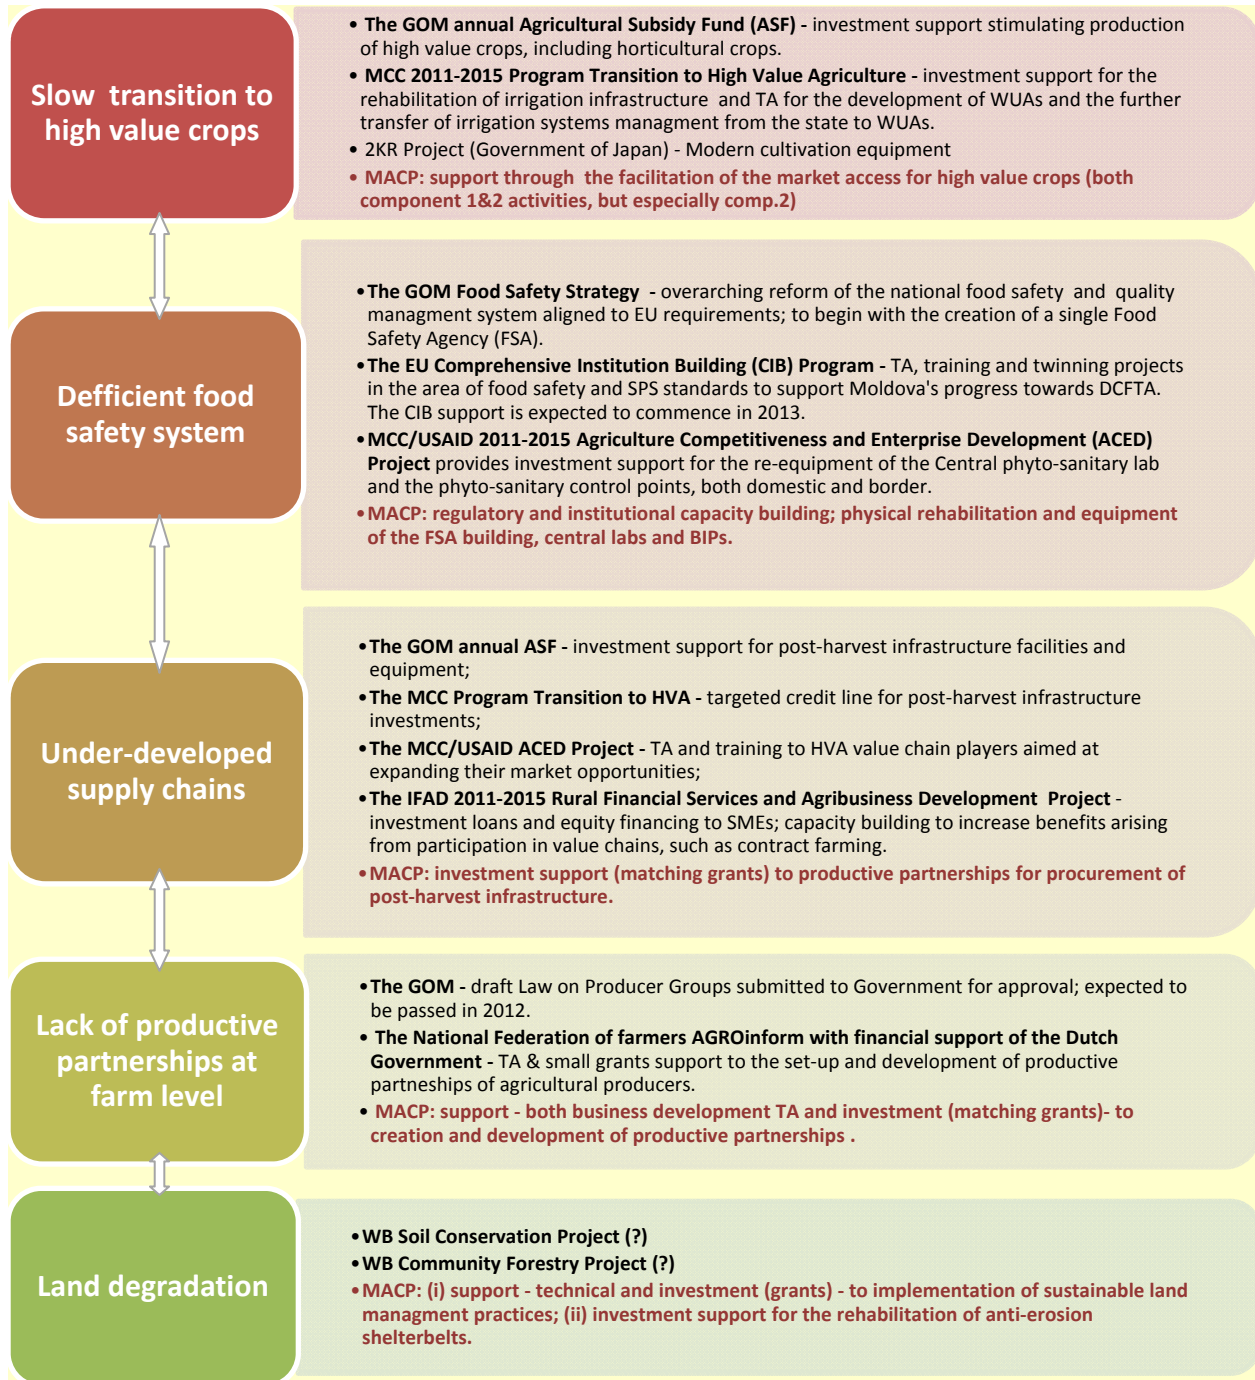 Slow transition to
high value crops
• The GOM annual Agricultural Subsidy Fund (ASF) - investment support stimulating production
of high value crops, including horticultural crops.
• MCC 2011-2015 Program Transition to High Value Agriculture - investment support for the
rehabilitation of irrigation infrastructure and TA for the development of WUAs and the further
transfer of irrigation systems managment from the state to WUAs.
• 2KR Project (Government of Japan) - Modern cultivation equipment
• MACP: support through the facilitation of the market access for high value crops (both
component 1&2 activities, but especially comp.2)
Defficient food
safety system
• The GOM Food Safety Strategy - overarching reform of the national food safety and quality
managment system aligned to EU requirements; to begin with the creation of a single Food
Safety Agency (FSA).
• The EU Comprehensive Institution Building (CIB) Program - TA, training and twinning projects
in the area of food safety and SPS standards to support Moldova's progress towards DCFTA.
The CIB support is expected to commence in 2013.
• MCC/USAID 2011-2015 Agriculture Competitiveness and Enterprise Development (ACED)
Project provides investment support for the re-equipment of the Central phyto-sanitary lab
and the phyto-sanitary control points, both domestic and border.
• MACP: regulatory and institutional capacity building; physical rehabilitation and equipment
of the FSA building, central labs and BIPs.
Under-developed
supply chains
• The GOM annual ASF - investment support for post-harvest infrastructure facilities and
equipment;
• The MCC Program Transition to HVA - targeted credit line for post-harvest infrastructure
investments;
• The MCC/USAID ACED Project - TA and training to HVA value chain players aimed at
expanding their market opportunities;
• The IFAD 2011-2015 Rural Financial Services and Agribusiness Development Project -
investment loans and equity financing to SMEs; capacity building to increase benefits arising
from participation in value chains, such as contract farming.
• MACP: investment support (matching grants) to productive partnerships for procurement of
post-harvest infrastructure.
Lack of productive
partnerships at
farm level
• The GOM - draft Law on Producer Groups submitted to Government for approval; expected to
be passed in 2012.
• The National Federation of farmers AGROinform with financial support of the Dutch
Government - TA & small grants support to the set-up and development of productive
partneships of agricultural producers.
• MACP: support - both business development TA and investment (matching grants)- to
creation and development of productive partnerships .
Land degradation
• WB Soil Conservation Project (?)
• WB Community Forestry Project (?)
• MACP: (i) support - technical and investment (grants) - to implementation of sustainable land
managment practices; (ii) investment support for the rehabilitation of anti-erosion
shelterbelts.